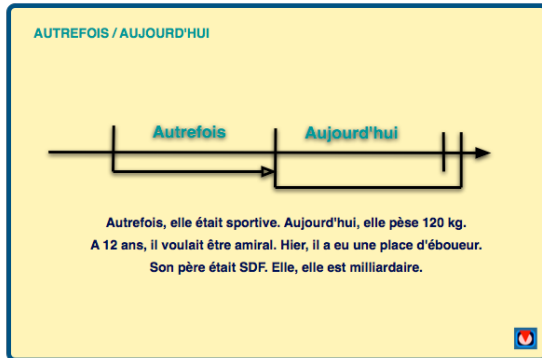 AUTREFOIS / AUJOURD'HUI
Autrefois Aujourd'hui
Autrefois, elle était sportive. Aujourd'hui, elle pèse 120 kg.
A 12 ans, il voulait être amiral. Hier, il a eu une place d'éboueur.
Son père était SDF. Elle, elle est milliardaire.